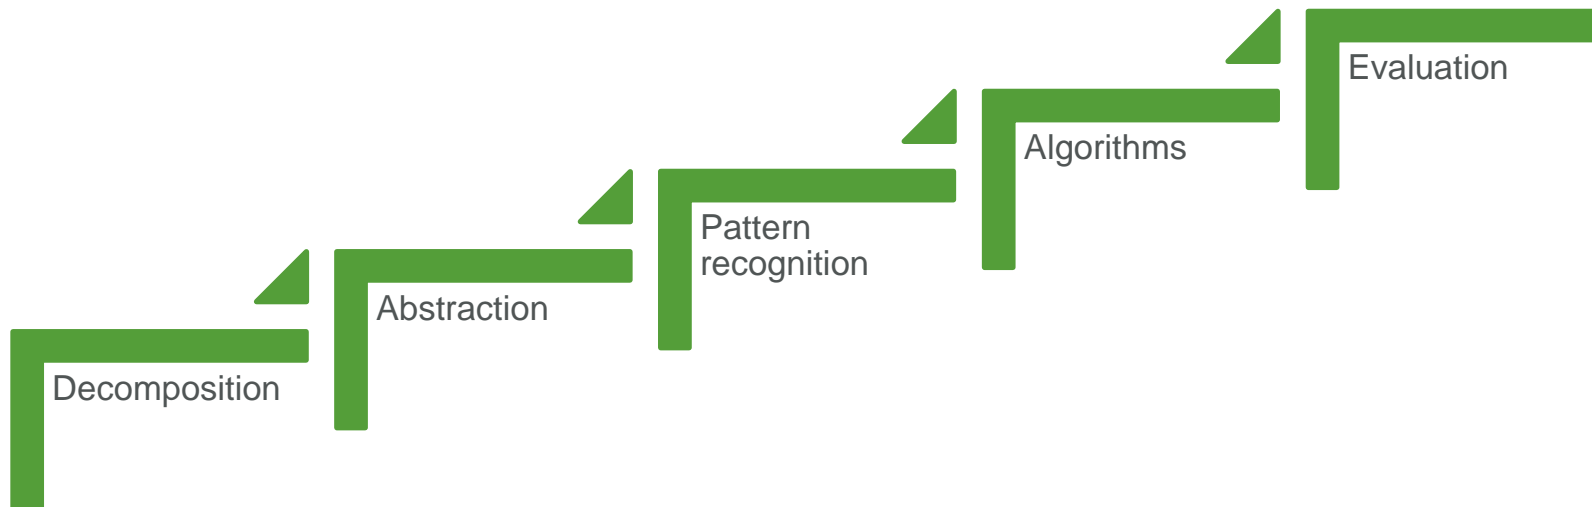 Decomposition
Abstraction
Pattern
recognition
Algorithms
Evaluation